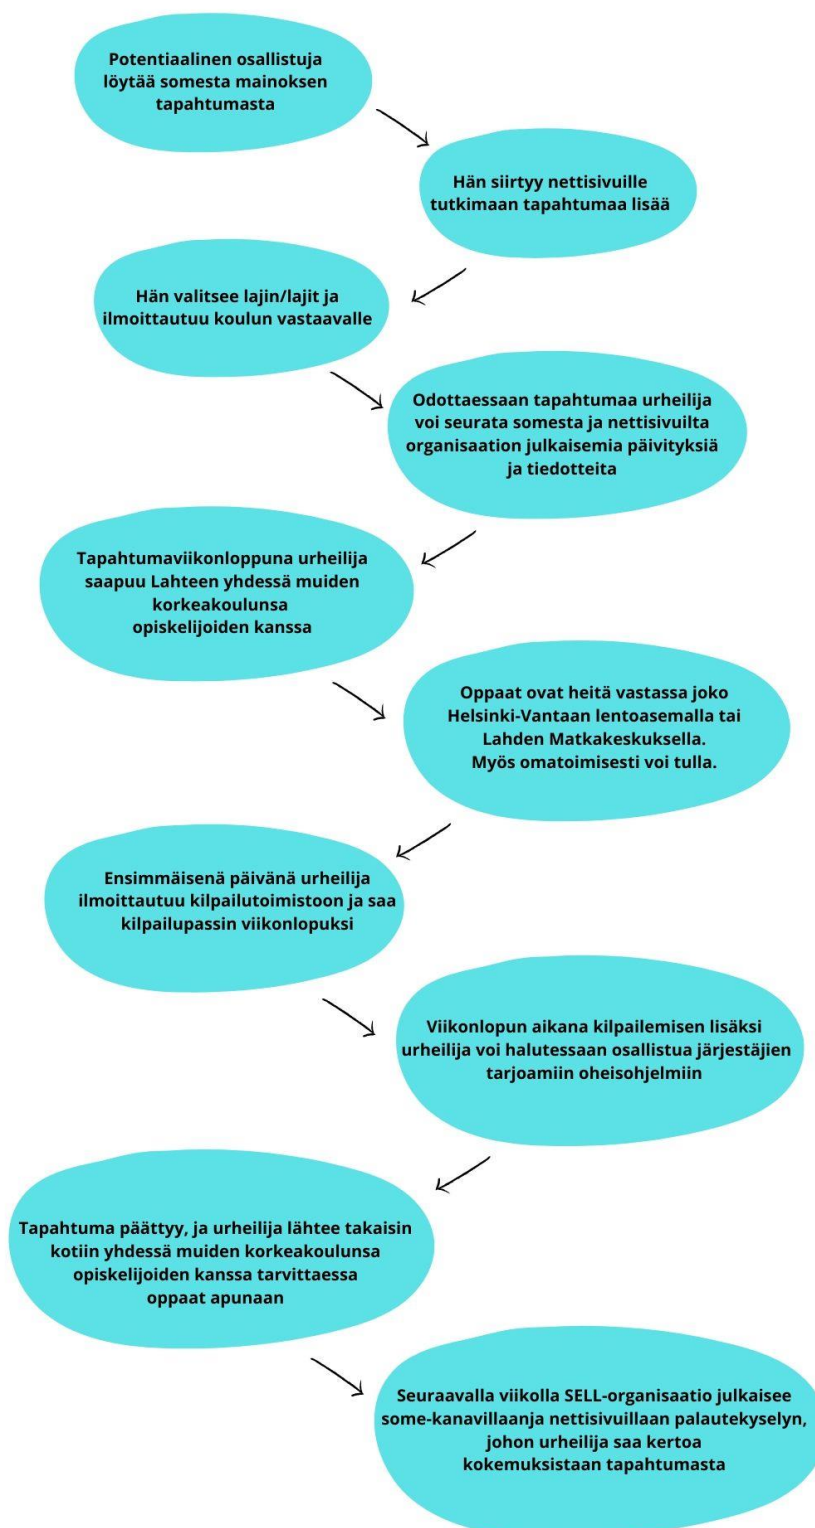 Potentiaalinen osallistuja
löytää somesta mainoksen
tapahtumasta
Hän siirtyy nettisivuille
tutkimaan tapahtumaa lisää
Hän valitsee lajin/lajit ja
ilmoittautuu koulun vastaavalle
Odottaessaan tapahtumaa urheilija
voi seurata somesta ja nettisivuilta
organisaation julkaisemia päivityksiä
ja tiedotteita
Tapahtumaviikonloppuna urheilija
saapuu Lahteen yhdessä muiden
korkeakoulunsa
opiskelijoiden kanssa
Oppaat ovat heitä vastassa joko
Helsinki-Vantaan lentoasemalla tai
Lahden Matkakeskuksella.
Myös omatoimisesti voi tulla.
Ensimmäisenä päivänä urheilija
ilmoittautuu kilpailutoimistoon ja saa
kilpailupassin viikonlopuksi
Viikonlopun aikana kilpailemisen lisäksi
urheilija voi halutessaan osallistua järjestäjien
tarjoamiin oheisohjelmiin
Tapahtuma päättyy, ja urheilija lähtee takaisin
kotiin yhdessä muiden korkeakoulunsa
opiskelijoiden kanssa tarvittaessa
oppaat apunaan
Seuraavalla viikolla SELL-organisaatio julkaisee
some-kanavillaanja nettisivuillaan palautekyselyn,
johon urheilija saa kertoa
kokemuksistaan tapahtumasta